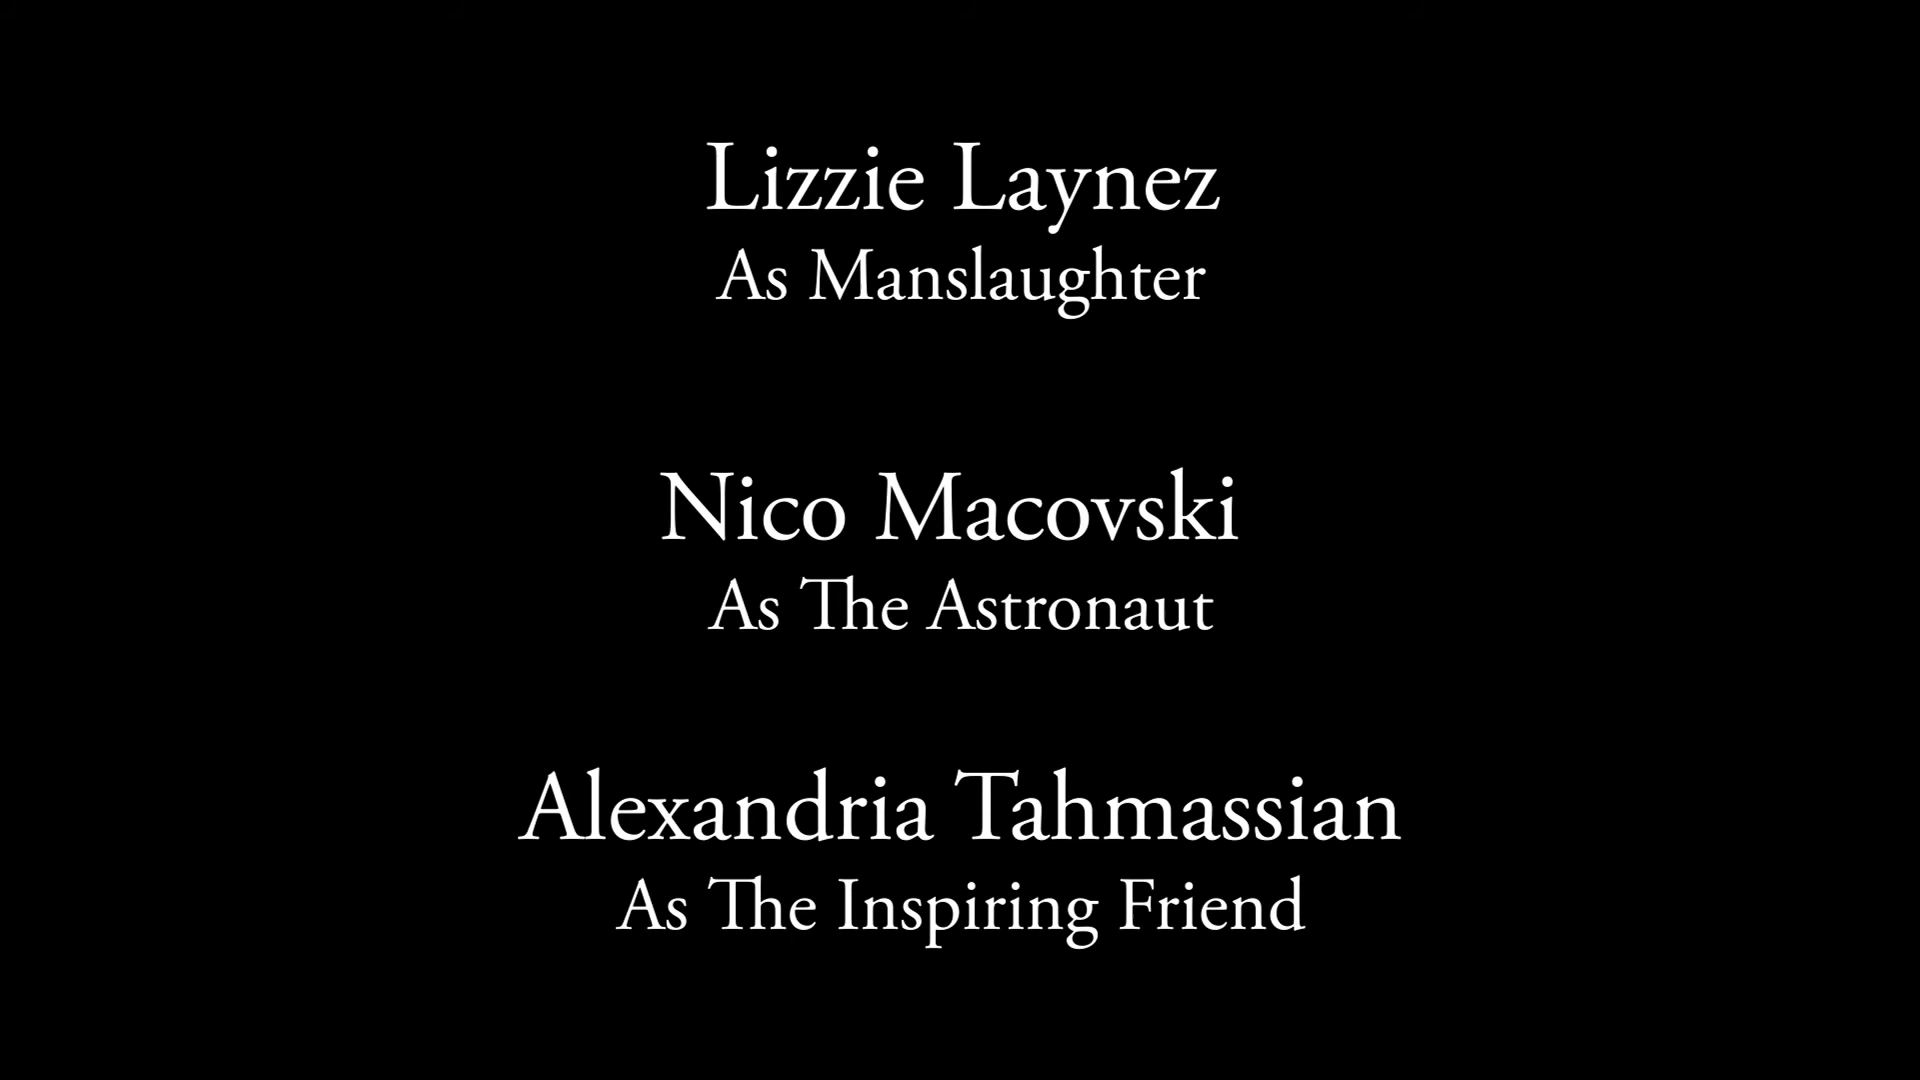 Lizzie Laynez
As Manslaughter
Nico Macovski
As The Astronaut
Alexandria Tahmassian
As The Inspiring Friend